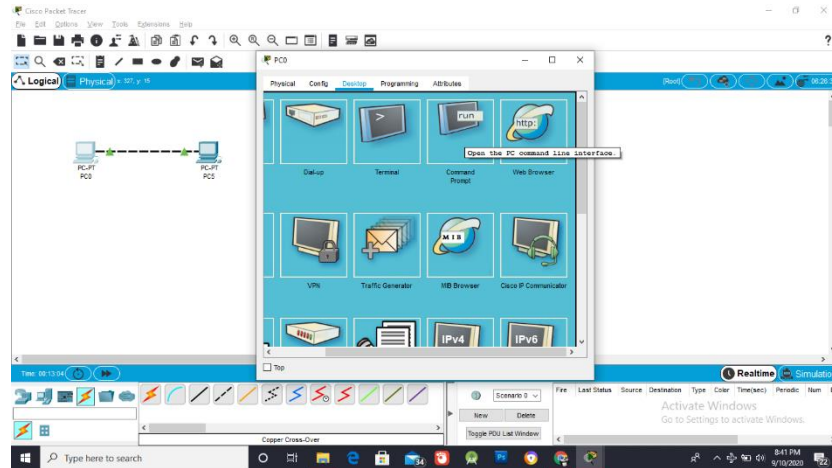 Cisco Packet Tracer
File Edit Options View Tools Extensions Help
?
Logical
Physical
x: 327, y: 15
[Root]
PC-PT
PC0
PC-PT
PC5
PC0
Physical Config Desktop Programming Attributes
run
http:
Open the PC command line interface.
Dial-up
Terminal
Command
Prompt
Web Browser
MIB
VPN
Traffic Generator
MIB Browser
Cisco IP Communicator
IPv4
IPv6
Top
Time: 00:13:04
Realtime
Simulation
Scenario 0
New
Delete
Toggle PDU List Window
Fire Last Status Source Destination Type Color Time(sec) Periodic Num
Copper Cross-Over
Activate Windows
Go to Settings to activate Windows.
Type here to search
34
8:41 PM
9/10/2020